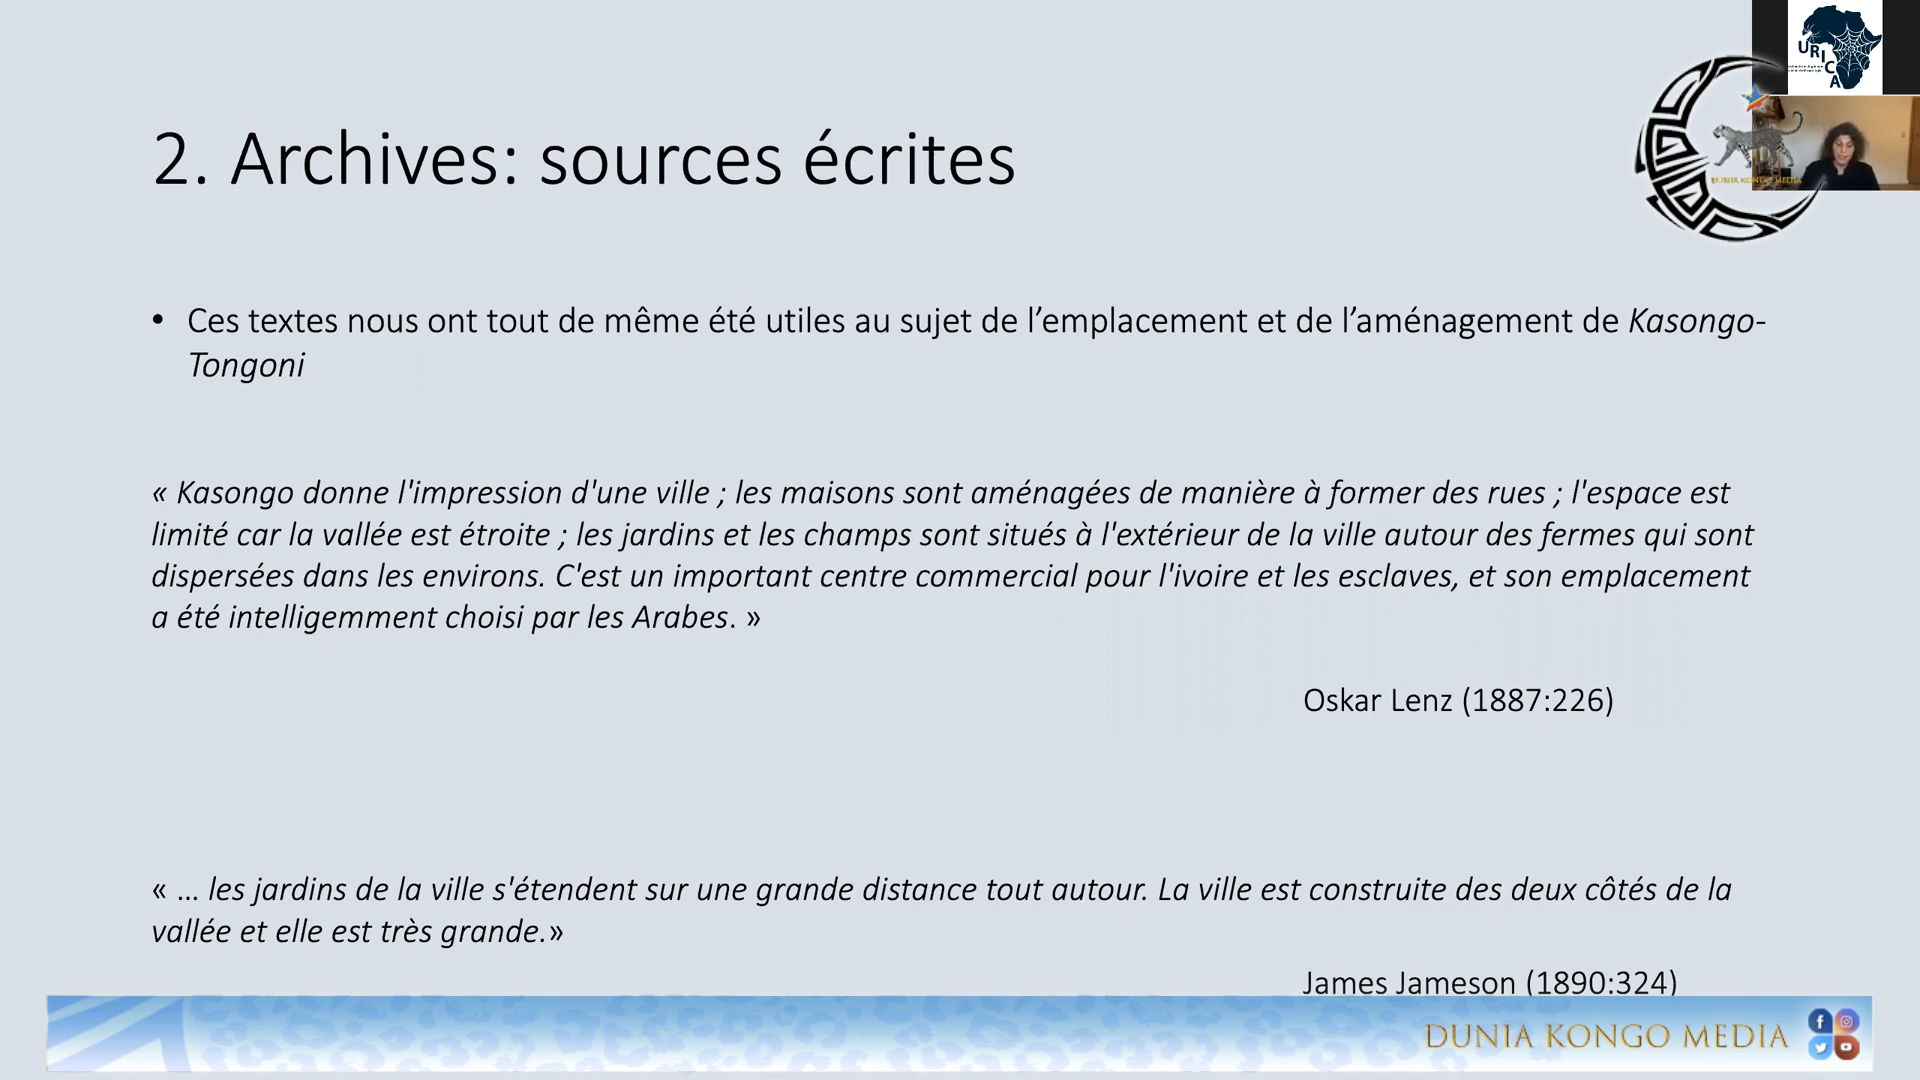 URICA
2. Archives: sources écrites
DUNIA KONGO MEDIA
• Ces textes nous ont tout de même été utiles au sujet de l’emplacement et de l’aménagement de Kasongo-
Tongoni
« Kasongo donne l'impression d'une ville ; les maisons sont aménagées de manière à former des rues ; l'espace est
limité car la vallée est étroite ; les jardins et les champs sont situés à l'extérieur de la ville autour des fermes qui sont
dispersées dans les environs. C'est un important centre commercial pour l'ivoire et les esclaves, et son emplacement
a été intelligemment choisi par les Arabes. »
Oskar Lenz (1887:226)
« … les jardins de la ville s'étendent sur une grande distance tout autour. La ville est construite des deux côtés de la
vallée et elle est très grande.»
James Jameson (1890:324)
DUNIA KONGO MEDIA